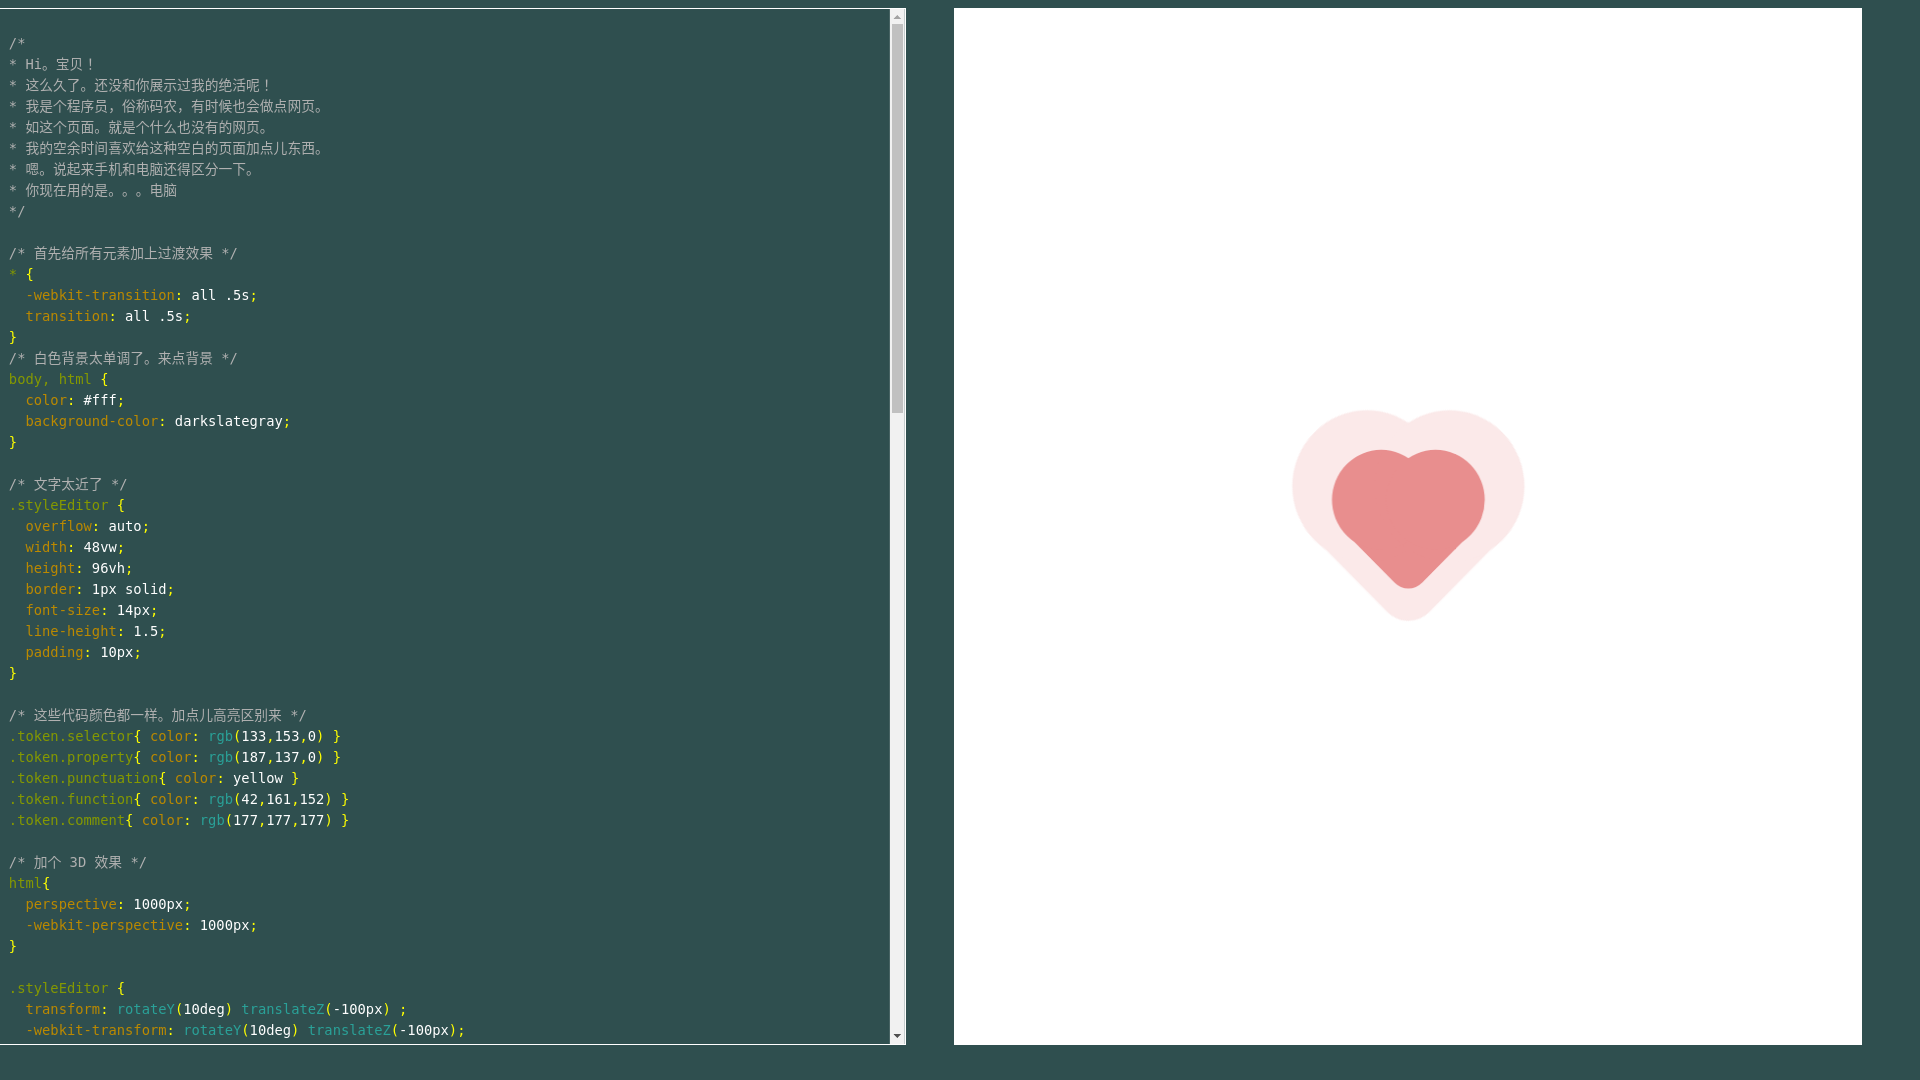 /*
* Hi。宝贝！
* 这么久了。还没和你展示过我的绝活呢！
* 我是个程序员，俗称码农，有时候也会做点网页。
* 如这个页面。就是个什么也没有的网页。
* 我的空余时间喜欢给这种空白的页面加点儿东西。
* 嗯。说起来手机和电脑还得区分一下。
* 你现在用的是。。。电脑
*/
/* 首先给所有元素加上过渡效果 */
* {
-webkit-transition: all .5s;
transition: all .5s;
}
/* 白色背景太单调了。来点背景 */
body, html {
color: #fff;
background-color: darkslategray;
}
/* 文字太近了 */
.styleEditor {
overflow: auto;
width: 48vw;
height: 96vh;
border: 1px solid;
font-size: 14px;
line-height: 1.5;
padding: 10px;
}
/* 这些代码颜色都一样。加点儿高亮区别来 */
.token.selector{ color: rgb(133,153,0) }
.token.property{ color: rgb(187,137,0) }
.token.punctuation{ color: yellow }
.token.function{ color: rgb(42,161,152) }
.token.comment{ color: rgb(177,177,177) }
/* 加个 3D 效果 */
html{
perspective: 1000px;
-webkit-perspective: 1000px;
}
.styleEditor {
transform: rotateY(10deg) translateZ(-100px) ;
-webkit-transform: rotateY(10deg) translateZ(-100px);